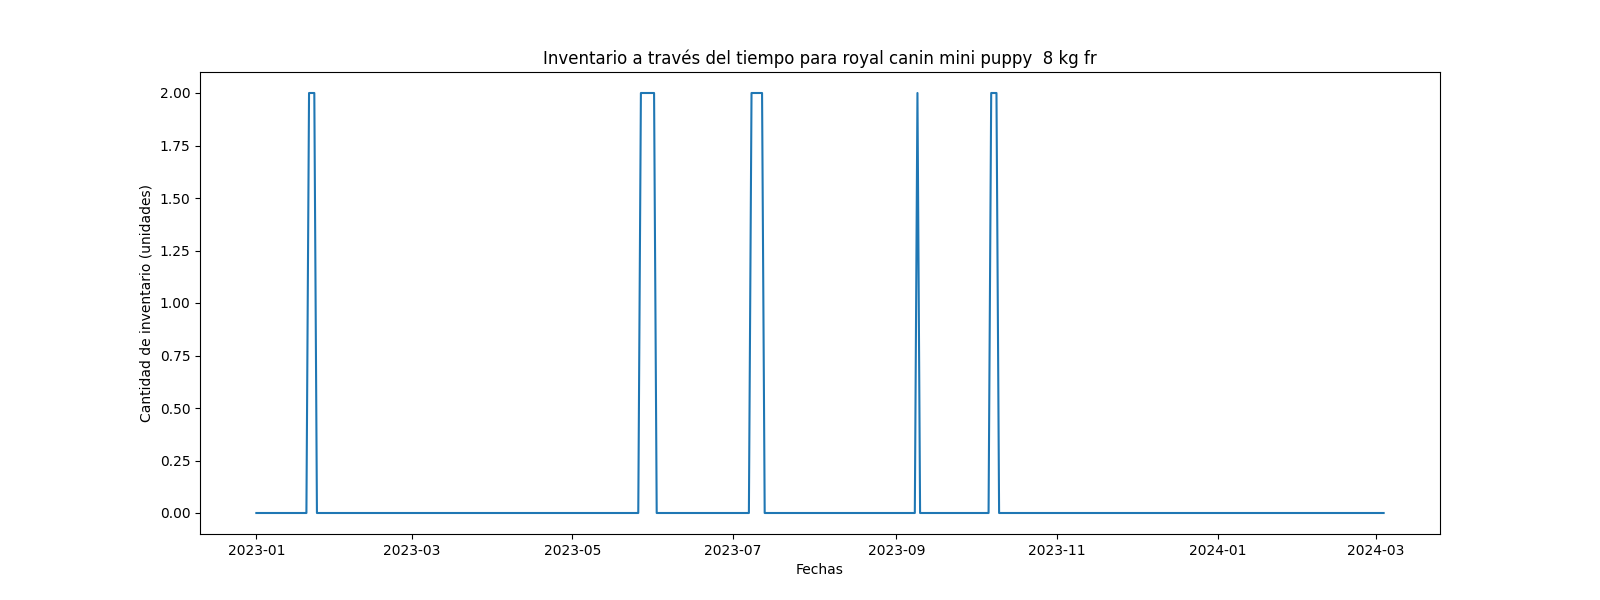 Inventario a través del tiempo para royal canin mini puppy  8 kg fr
Cantidad de inventario (unidades)
2.00
1.75
1.50
1.25
1.00
0.75
0.50
0.25
0.00
2023-01 2023-03 2023-05 2023-07 2023-09 2023-11 2024-01 2024-03
Fechas